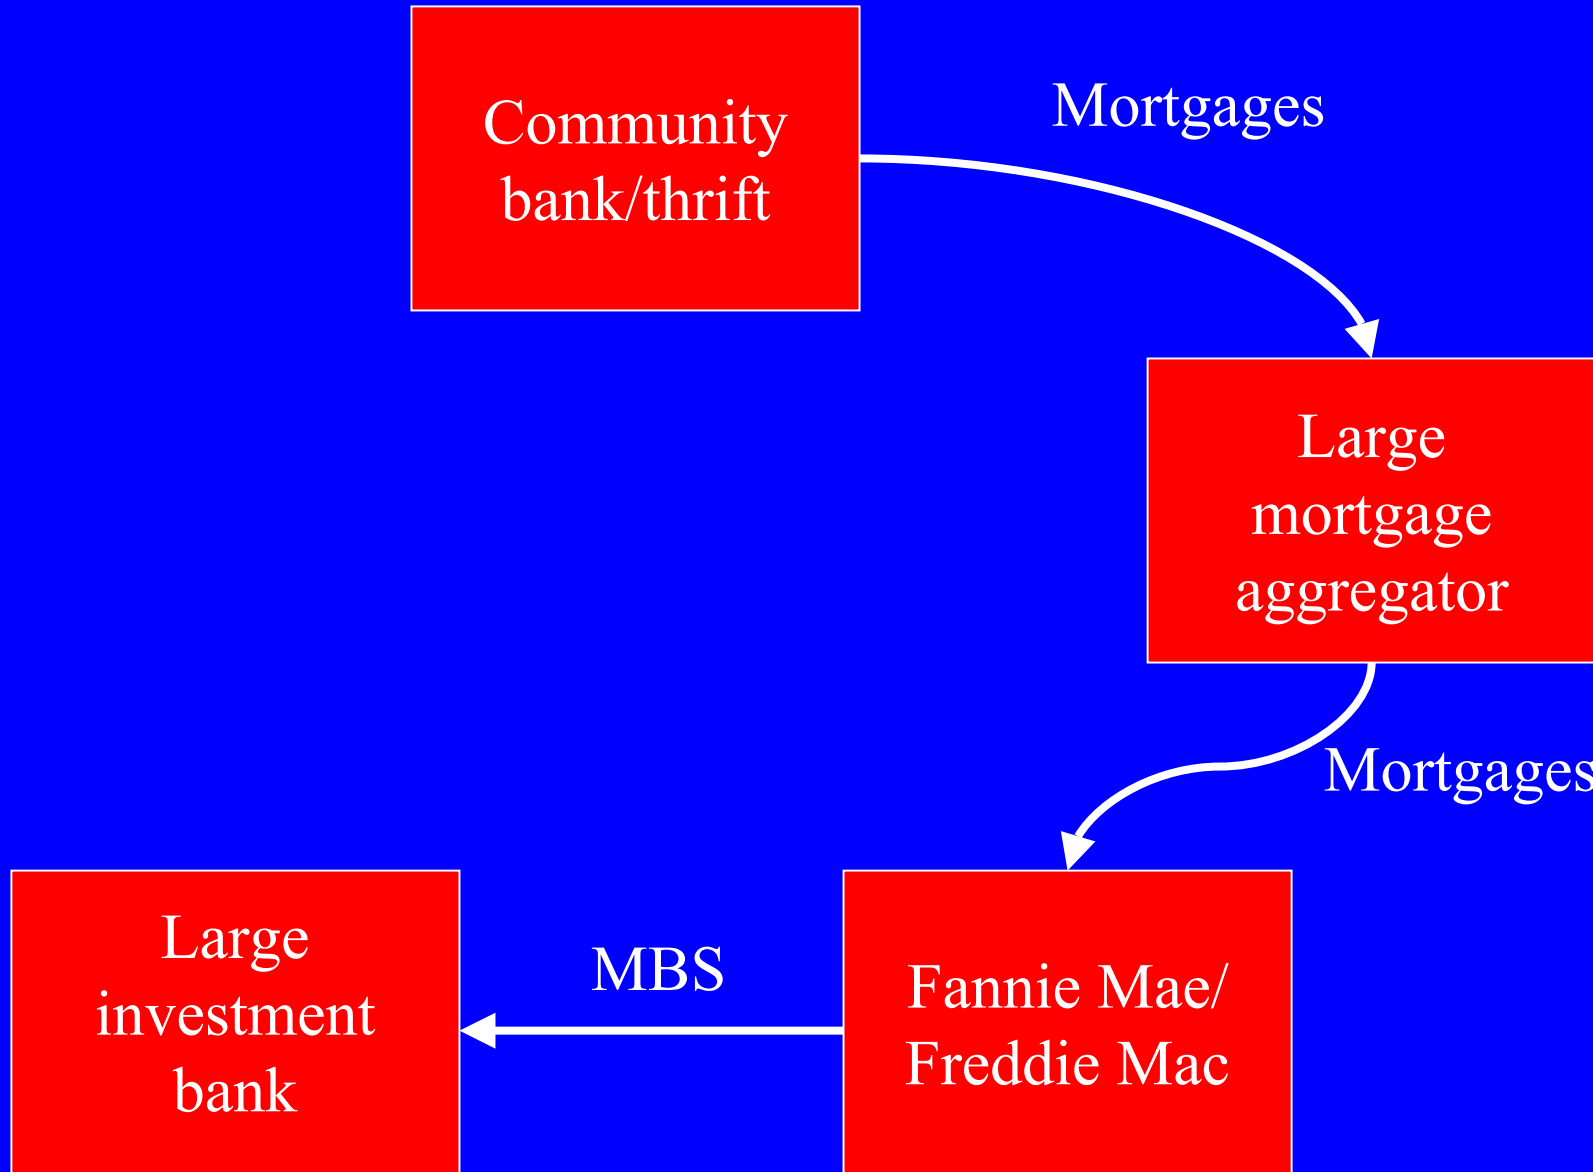 Community
bank/thrift
Mortgages
Large
mortgage
aggregator
Mortgages
Large
investment
bank
MBS
Fannie Mae/
Freddie Mac